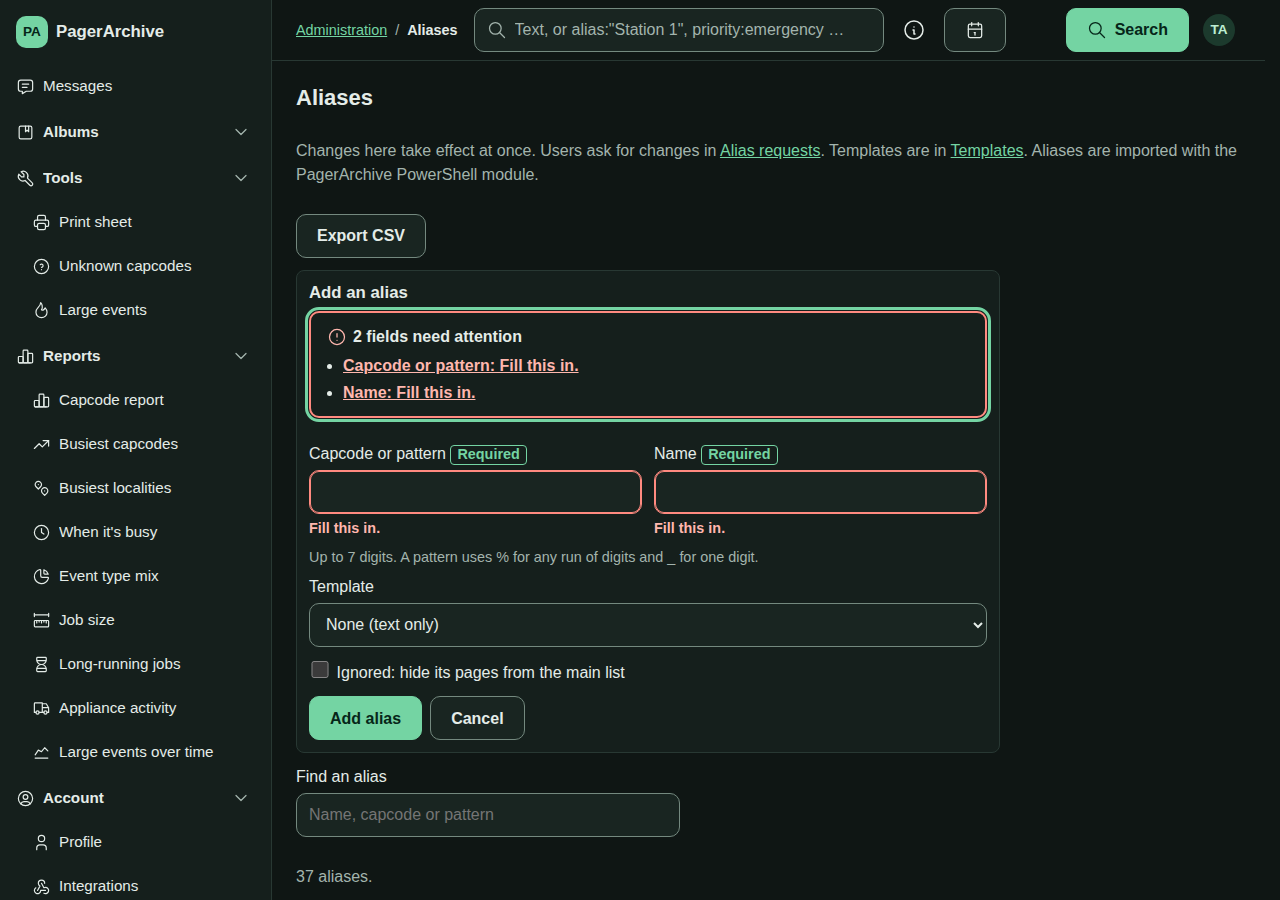 PA PagerArchive
Messages
Albums
Tools
Print sheet
Unknown capcodes
Large events
Reports
Capcode report
Busiest capcodes
Busiest localities
When it's busy
Event type mix
Job size
Long-running jobs
Appliance activity
Large events over time
Account
Profile
Integrations
Administration / Aliases
Text, or alias:"Station 1", priority:emergency …
Search
TA
Aliases
Changes here take effect at once. Users ask for changes in Alias requests. Templates are in Templates. Aliases are imported with the
PagerArchive PowerShell module.
Export CSV
Add an alias
2 fields need attention
• Capcode or pattern: Fill this in.
• Name: Fill this in.
Capcode or pattern Required
Name Required
Fill this in.
Fill this in.
Up to 7 digits. A pattern uses % for any run of digits and _ for one digit.
Template
None (text only)
Ignored: hide its pages from the main list
Add alias
Cancel
Find an alias
Name, capcode or pattern
37 aliases.